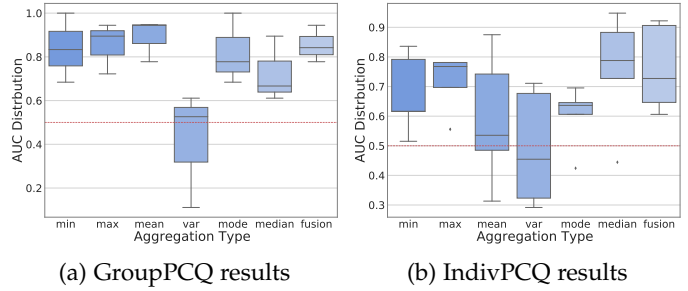 AUC Distrbution
1.0
0.8
0.6
0.4
0.2
min max mean var mode median fusion
Aggregation Type
(a) GroupPCQ results
AUC Distrbution
0.9
0.8
0.7
0.6
0.5
0.4
0.3
min max mean var mode median fusion
Aggregation Type
(b) IndivPCQ results